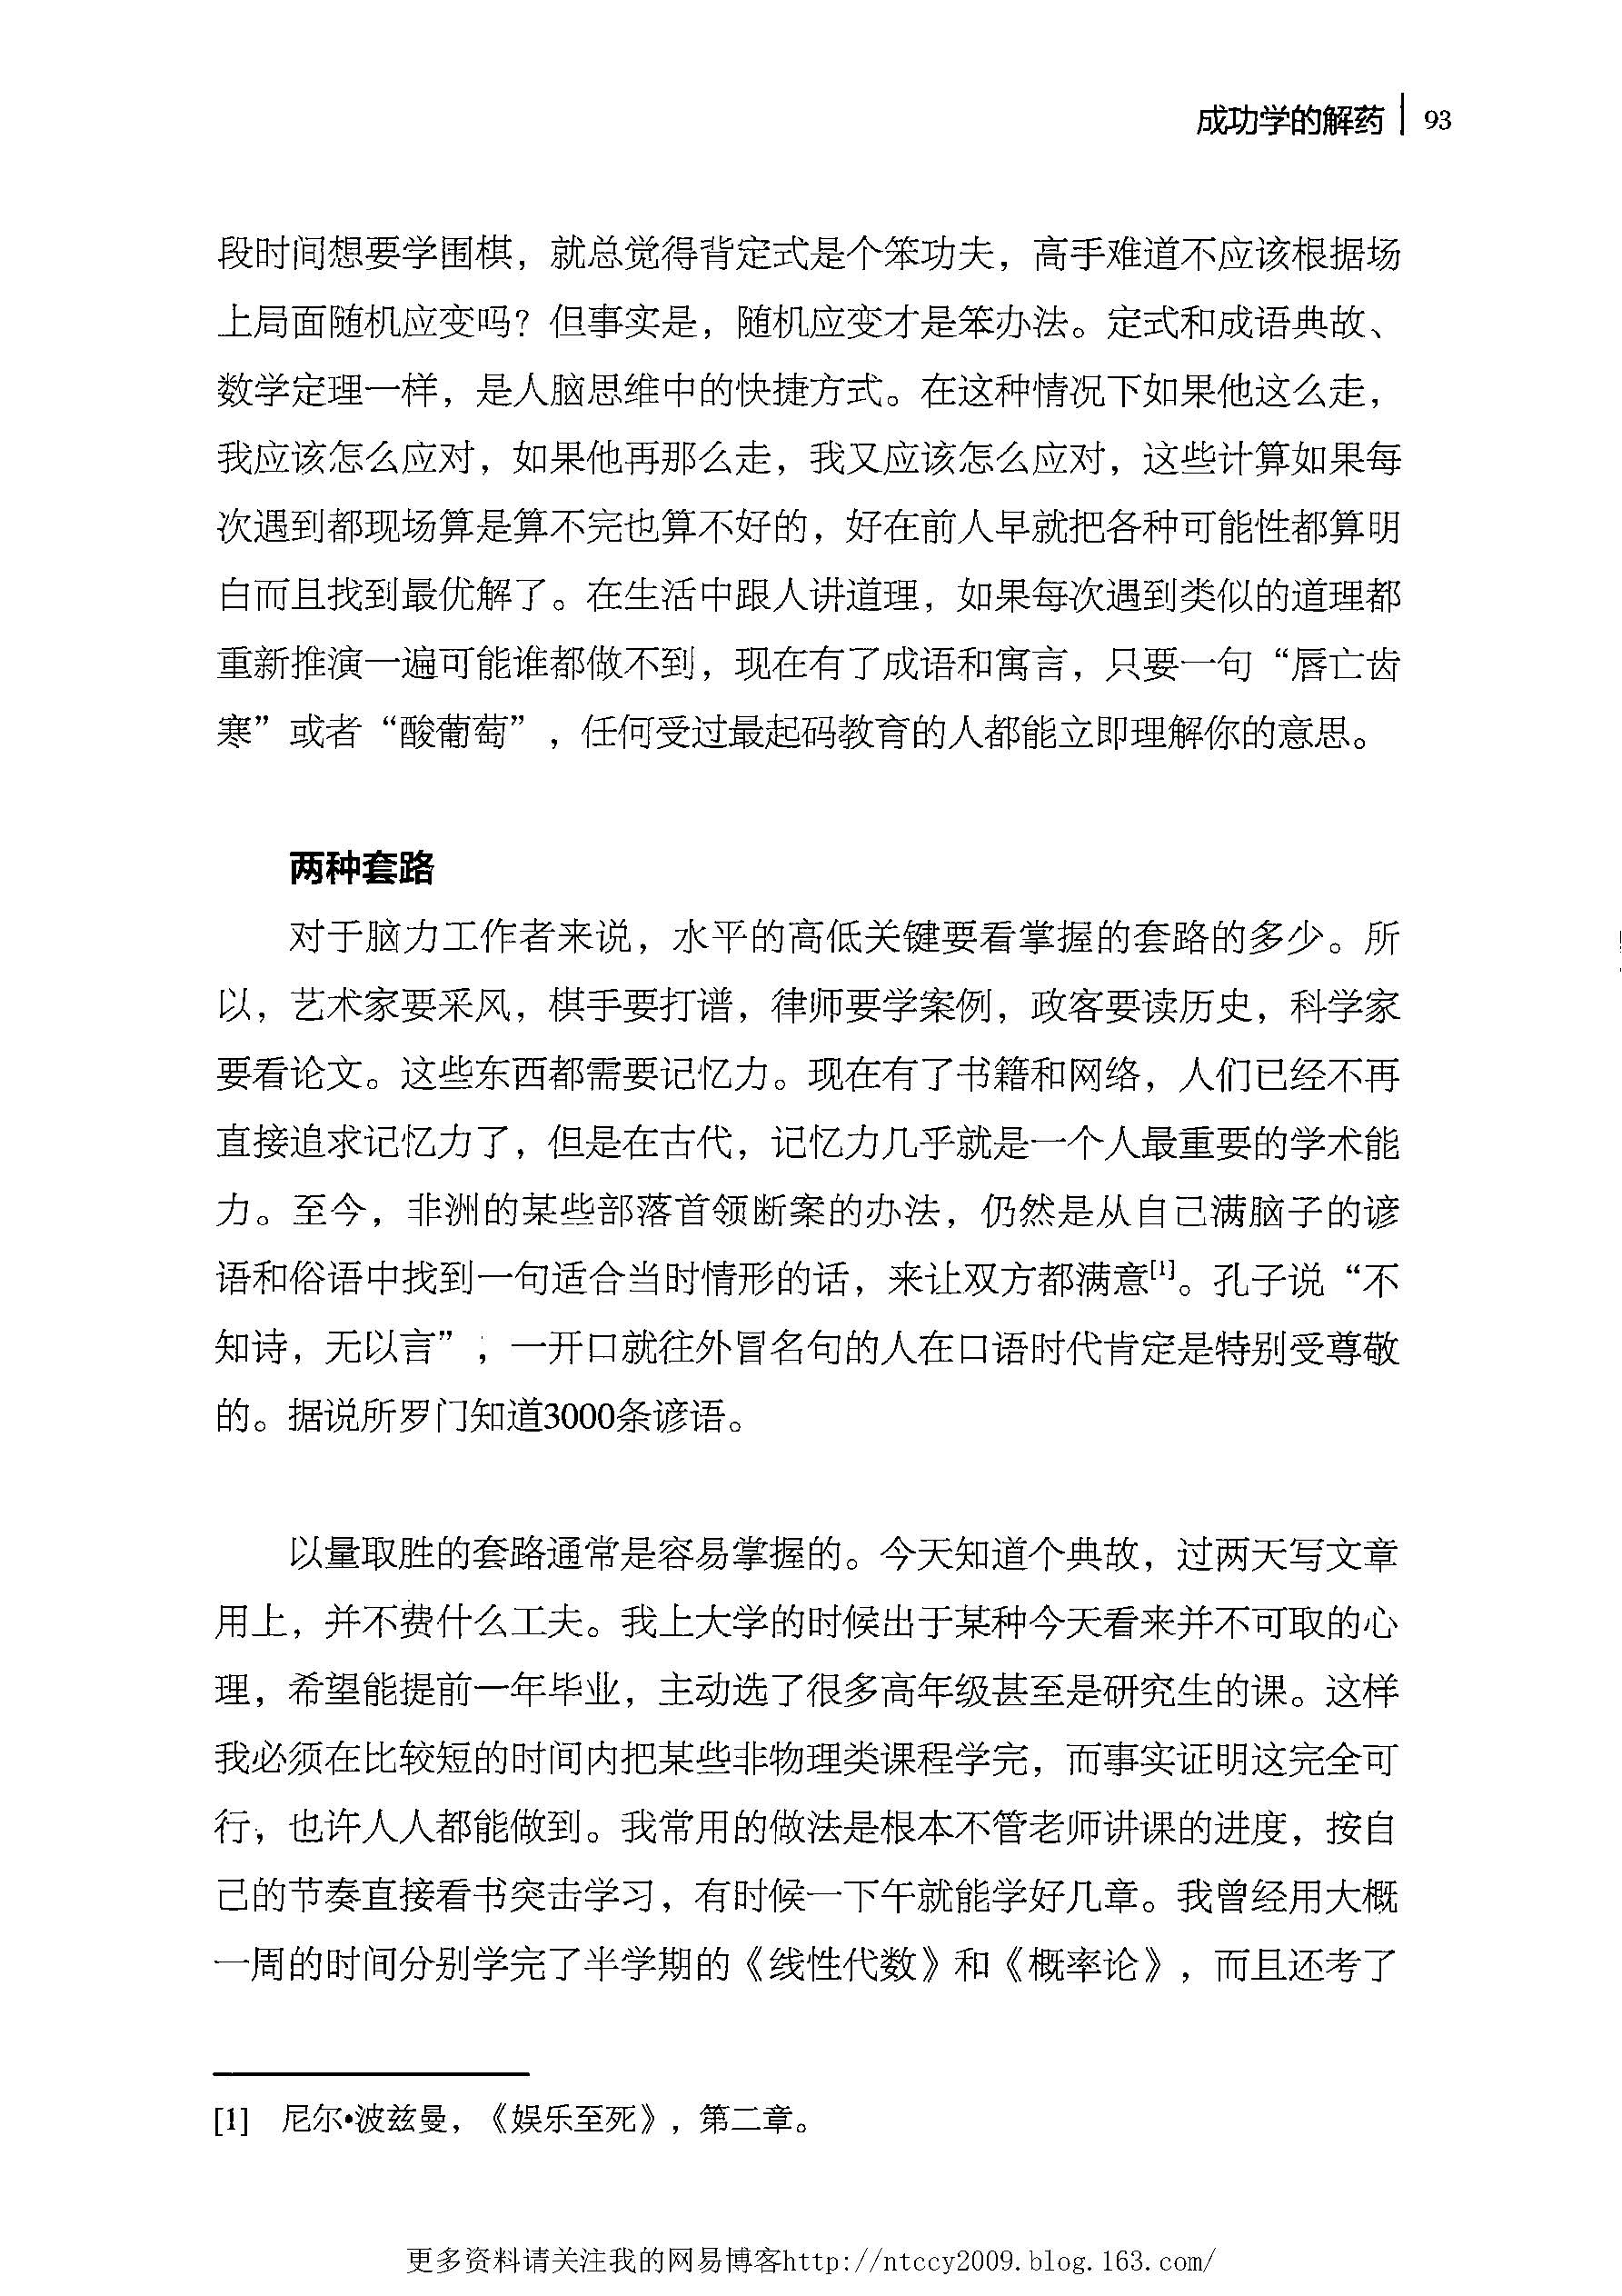 成功学的解药 93
段时间想要学围棋，就总觉得背定式是个笨功夫，高手难道不应该根据场
上局面随机应变吗？但事实是，随机应变才是笨办法。定式和成语典故、
数学定理一样，是人脑思维中的快捷方式。在这种情况下如果他这么走，
我应该怎么应对，如果他再那么走，我又应该怎么应对，这些计算如果每
次遇到都现场算是算不完也算不好的，好在前人早就把各种可能性都算明
白而且找到最优解了。在生活中跟人讲道理，如果每次遇到类似的道理都
重新推演一遍可能谁都做不到，现在有了成语和寓言，只要一句“唇亡齿
寒”或者“酸葡萄”，任何受过最起码教育的人都能立即理解你的意思。
两种套路
对于脑力工作者来说，水平的高低关键要看掌握的套路的多少。所
以，艺术家要采风，棋手要打谱，律师要学案例，政客要读历史，科学家
要看论文。这些东西都需要记忆力。现在有了书籍和网络，人们已经不再
直接追求记忆力了，但是在古代，记忆力几乎就是一个人最重要的学术能
力。至今，非洲的某些部落首领断案的办法，仍然是从自己满脑子的谚
语和俗语中找到一句适合当时情形的话，来让双方都满意[1]。孔子说“不
知诗，无以言”；一开口就往外冒名句的人在口语时代肯定是特别受尊敬
的。据说所罗门知道3000条谚语。
以量取胜的套路通常是容易掌握的。今天知道个典故，过两天写文章
用上，并不费什么工夫。我上大学的时候出于某种今天看来并不可取的心
理，希望能提前一年毕业，主动选了很多高年级甚至是研究生的课。这样
我必须在比较短的时间内把某些非物理类课程学完，而事实证明这完全可
行，也许人人都能做到。我常用的做法是根本不管老师讲课的进度，按自
己的节奏直接看书突击学习，有时候一下午就能学好几章。我曾经用大概
一周的时间分别学完了半学期的《线性代数》和《概率论》，而且还考了
[1] 尼尔•波兹曼，《娱乐至死》，第二章。
更多资料请关注我的网易博客http://ntccy2009.blog.163.com/